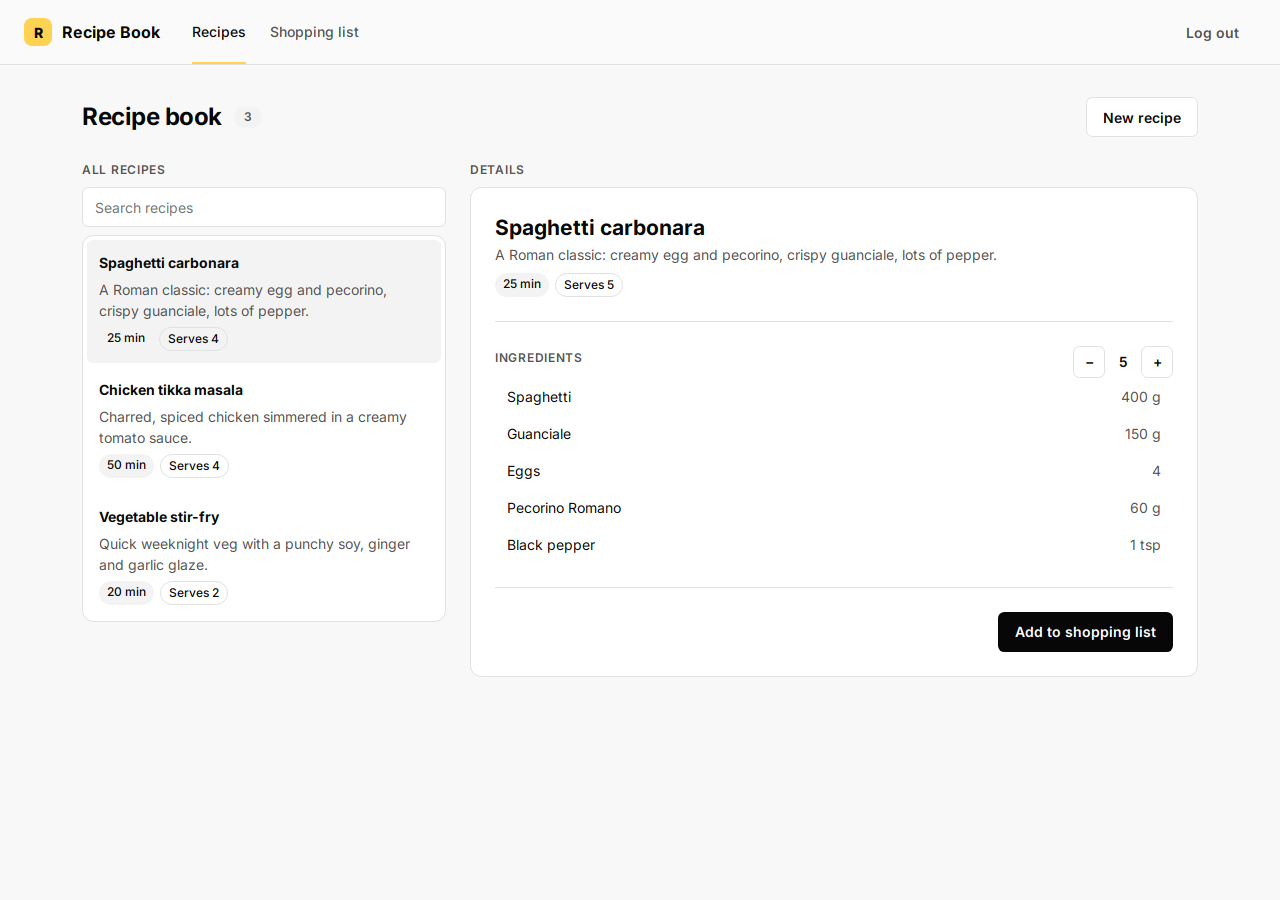 R Recipe Book Recipes Shopping list Log out
Recipe book 3 New recipe
ALL RECIPES
Search recipes
Spaghetti carbonara
A Roman classic: creamy egg and pecorino,
crispy guanciale, lots of pepper.
25 min Serves 4
Chicken tikka masala
Charred, spiced chicken simmered in a creamy
tomato sauce.
50 min Serves 4
Vegetable stir-fry
Quick weeknight veg with a punchy soy, ginger
and garlic glaze.
20 min Serves 2
DETAILS
Spaghetti carbonara
A Roman classic: creamy egg and pecorino, crispy guanciale, lots of pepper.
25 min Serves 5
INGREDIENTS − 5 +
Spaghetti 400 g
Guanciale 150 g
Eggs 4
Pecorino Romano 60 g
Black pepper 1 tsp
Add to shopping list